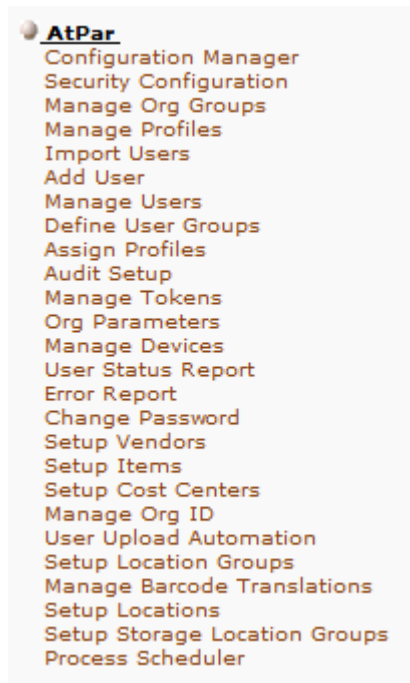 AtPar
Configuration Manager
Security Configuration
Manage Org Groups
Manage Profiles
Import Users
Add User
Manage Users
Define User Groups
Assign Profiles
Audit Setup
Manage Tokens
Org Parameters
Manage Devices
User Status Report
Error Report
Change Password
Setup Vendors
Setup Items
Setup Cost Centers
Manage Org ID
User Upload Automation
Setup Location Groups
Manage Barcode Translations
Setup Locations
Setup Storage Location Groups
Process Scheduler